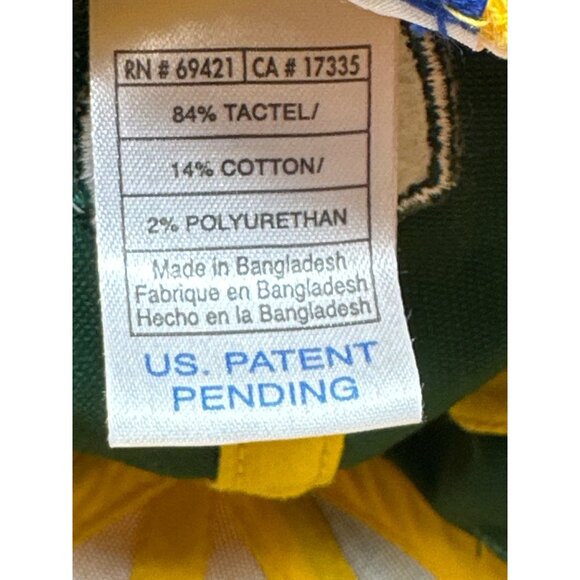 RN # 69421 CA # 17335
84% TACTEL/
14% COTTON/
2% POLYURETHAN
Made in Bangladesh
Fabrique en Bangladesh
Hecho en la Bangladesh
US. PATENT
PENDING